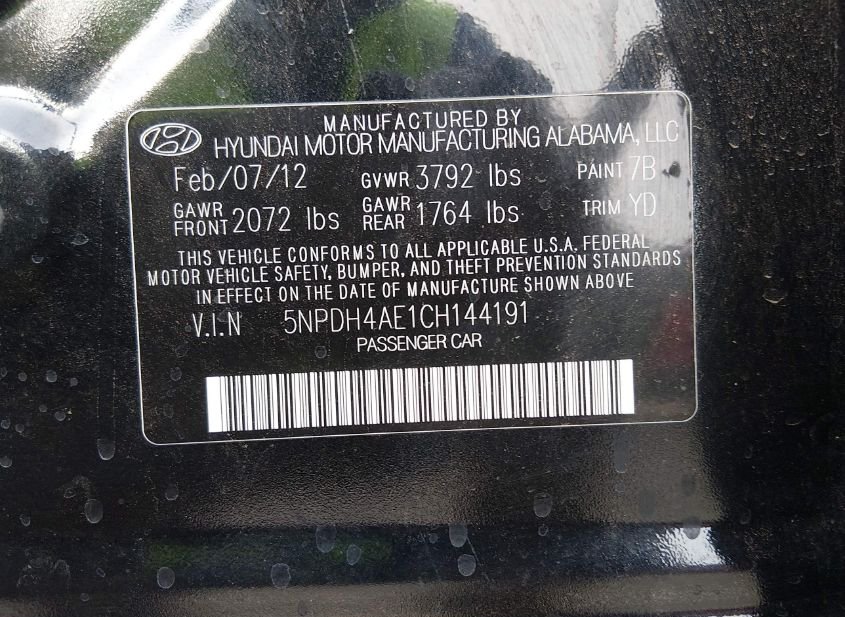 MANUFACTURED BY
HYUNDAI MOTOR MANUFACTURING ALABAMA, LLC
Feb/07/12 GVWR 3792 lbs PAINT 7B
GAWR FRONT 2072 lbs GAWR REAR 1764 lbs TRIM YD
THIS VEHICLE CONFORMS TO ALL APPLICABLE U.S.A. FEDERAL
MOTOR VEHICLE SAFETY, BUMPER, AND THEFT PREVENTION STANDARDS
IN EFFECT ON THE DATE OF MANUFACTURE SHOWN ABOVE
V.I.N 5NPDH4AE1CH144191
PASSENGER CAR